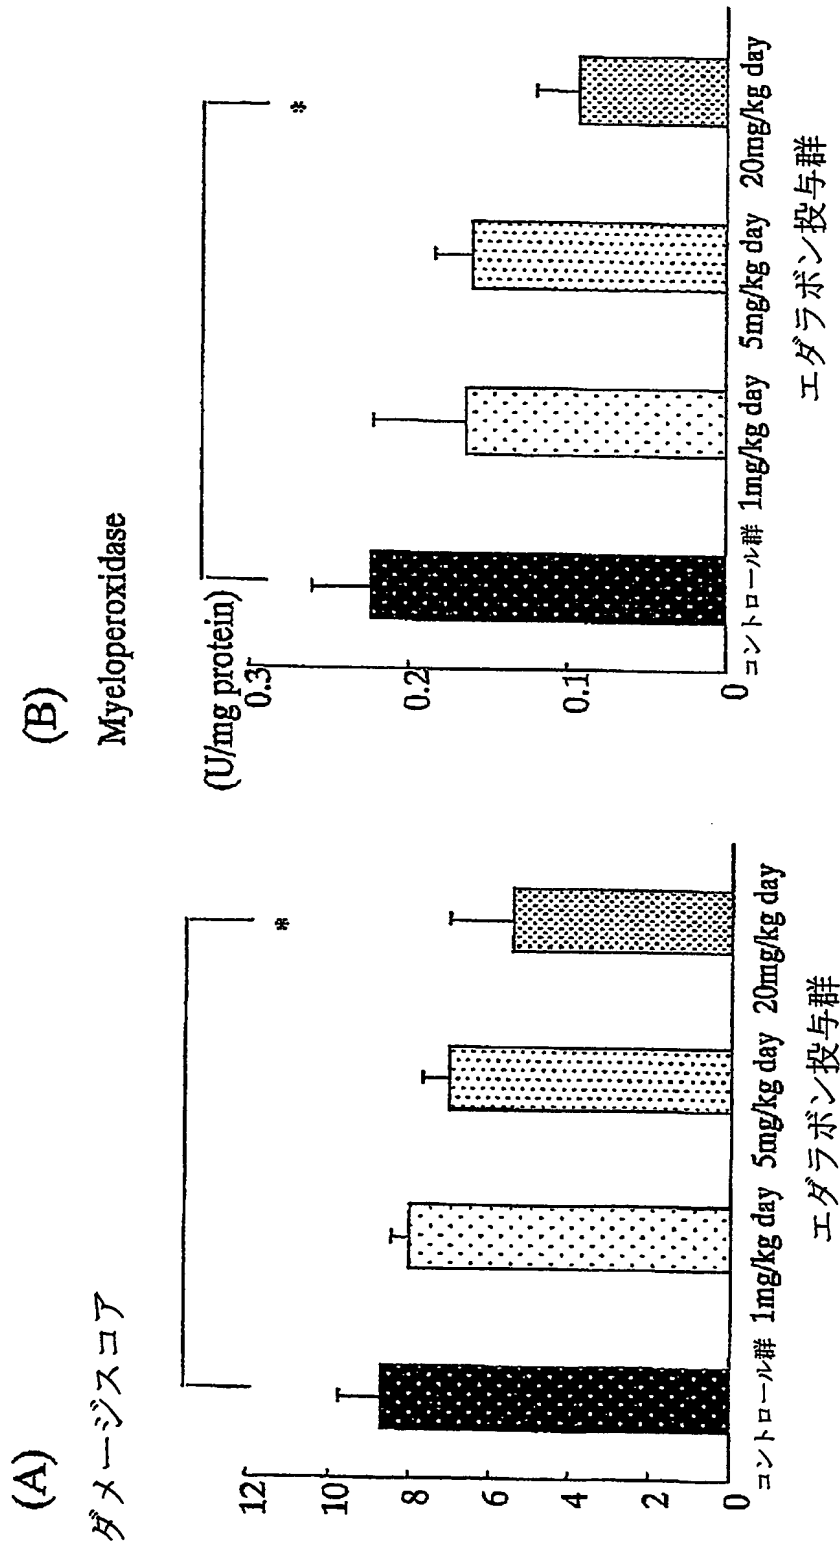 (A)
ダメージスコア
12
10
8
6
4
2
0
コントロール群 1mg/kg day 5mg/kg day 20mg/kg day
エダラボン投与群
*
(B)
Myeloperoxidase
(U/mg protein)
0.3
0.2
0.1
0
コントロール群 1mg/kg day 5mg/kg day 20mg/kg day
エダラボン投与群
*